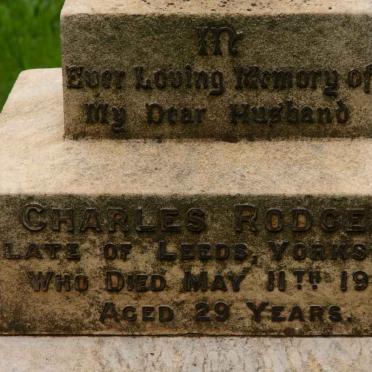 In
Ever Loving Memory of
My Dear Husband
CHARLES RODGE
LATE OF LEEDS, YORKS
WHO DIED MAY 11TH 19
AGED 29 YEARS.